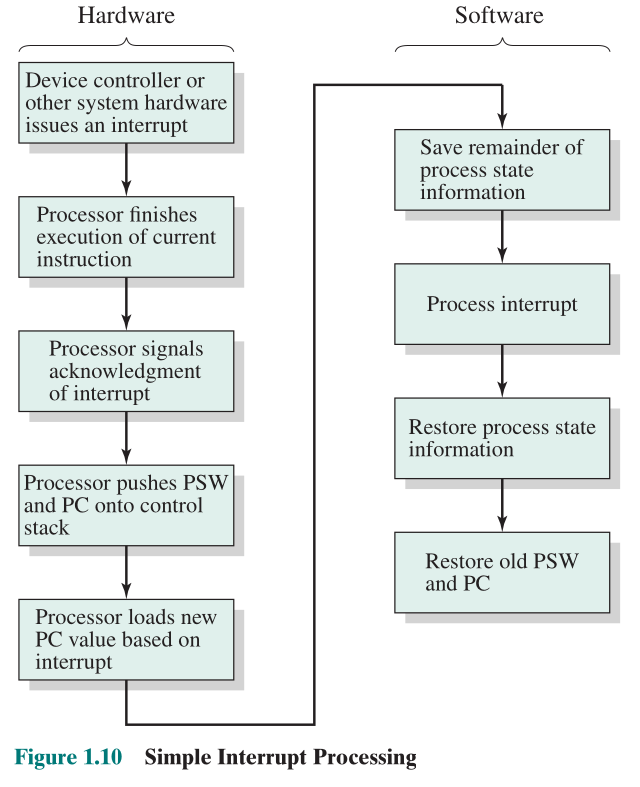 Hardware
Device controller or
other system hardware
issues an interrupt
Processor finishes
execution of current
instruction
Processor signals
acknowledgment
of interrupt
Processor pushes PSW
and PC onto control
stack
Processor loads new
PC value based on
interrupt
Software
Save remainder of
process state
information
Process interrupt
Restore process state
information
Restore old PSW
and PC
Figure 1.10 Simple Interrupt Processing